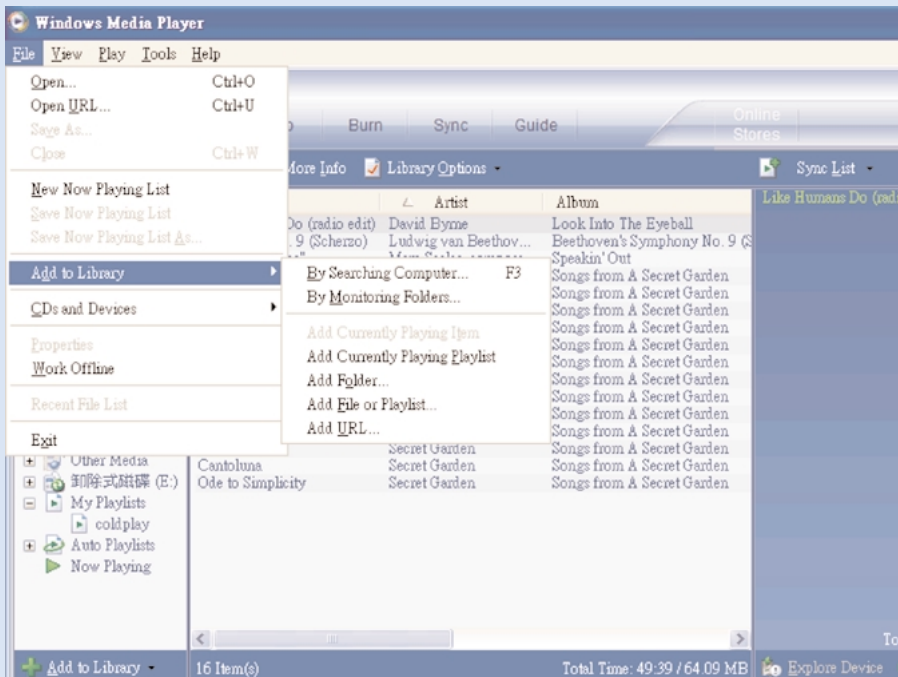 Windows Media Player
File View Play Tools Help
Open... Ctrl+O
Open URL... Ctrl+U
Save As...
Close Ctrl+W
New Now Playing List
Save Now Playing List
Save Now Playing List As...
Add to Library
CDs and Devices
Properties
Work Offline
Recent File List
Exit
By Searching Computer... F3
By Monitoring Folders...
Add Currently Playing Item
Add Currently Playing Playlist
Add Folder...
Add File or Playlist...
Add URL...
Burn Sync Guide
Online
Stores
More Info Library Options Sync List
Artist Album
Like Humans Do (radi
Do (radio edit) David Byrne Look Into The Eyeball
. 9 (Scherzo) Ludwig van Beethov... Beethoven's Symphony No. 9 (S
Speakin' Out
Songs from A Secret Garden
Songs from A Secret Garden
Songs from A Secret Garden
Songs from A Secret Garden
Songs from A Secret Garden
Songs from A Secret Garden
Songs from A Secret Garden
Songs from A Secret Garden
Songs from A Secret Garden
Songs from A Secret Garden
Secret Garden Songs from A Secret Garden
Cantoluna Secret Garden Songs from A Secret Garden
Ode to Simplicity Secret Garden Songs from A Secret Garden
Other Media
卸除式磁碟 (E:)
My Playlists
coldplay
Auto Playlists
Now Playing
To
Add to Library 16 Item(s) Total Time: 49:39 / 64.09 MB Explore Device